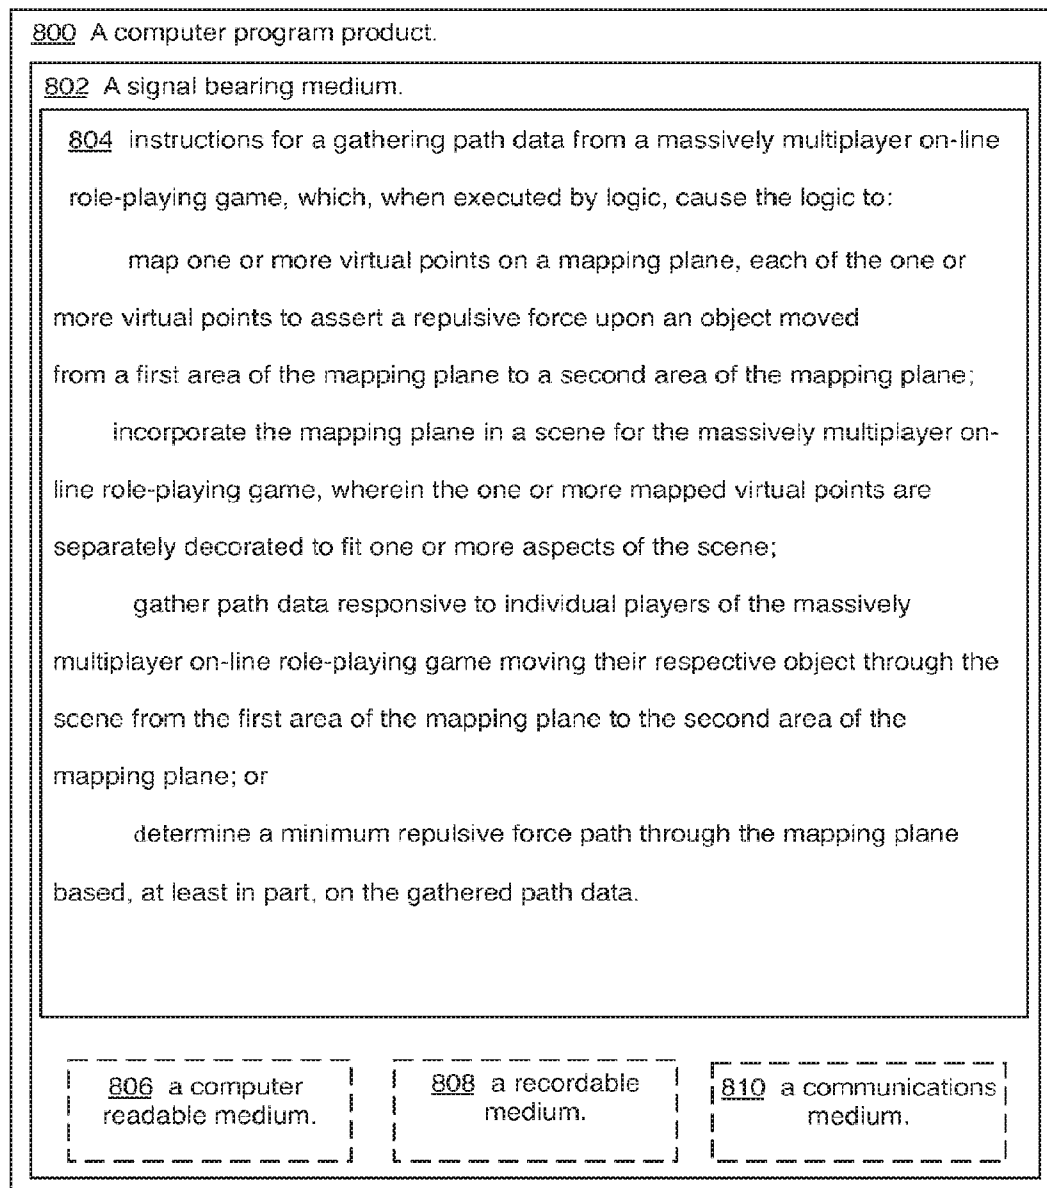 800 A computer program product.
802 A signal bearing medium.
804 instructions for a gathering path data from a massively multiplayer on-line
role-playing game, which, when executed by logic, cause the logic to:
map one or more virtual points on a mapping plane, each of the one or
more virtual points to assert a repulsive force upon an object moved
from a first area of the mapping plane to a second area of the mapping plane;
incorporate the mapping plane in a scene for the massively multiplayer on-
line role-playing game, wherein the one or more mapped virtual points are
separately decorated to fit one or more aspects of the scene;
gather path data responsive to individual players of the massively
multiplayer on-line role-playing game moving their respective object through the
scene from the first area of the mapping plane to the second area of the
mapping plane; or
determine a minimum repulsive force path through the mapping plane
based, at least in part, on the gathered path data.
806 a computer
readable medium.
808 a recordable
medium.
810 a communications
medium.